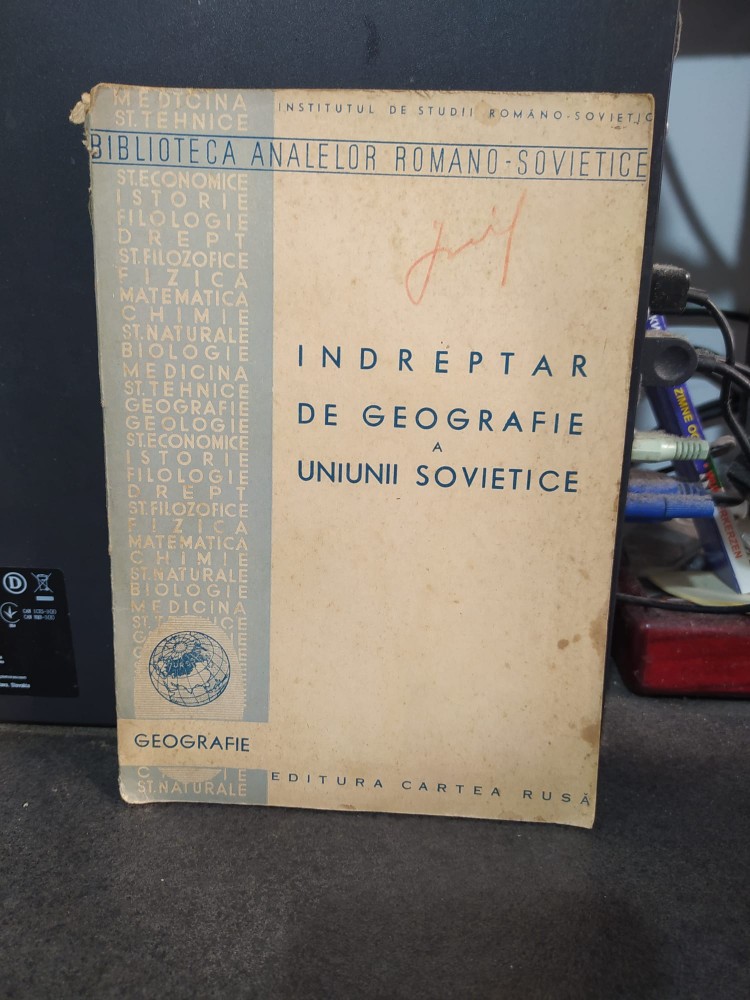 MEDICINA
ST. TEHNICE
INSTITUTUL DE STUDII ROMÂNO-SOVIETIC
BIBLIOTECA ANALELOR ROMANO-SOVIETICE
ST. ECONOMICE
ISTORIE
FILOLOGIE
DREPT
ST. FILOZOFICE
FIZICA
MATEMATICA
CHIMIE
ST. NATURALE
BIOLOGIE
MEDICINA
ST. TEHNICE
GEOGRAFIE
GEOLOGIE
ST. ECONOMICE
ISTORIE
FILOLOGIE
DREPT
ST. FILOZOFICE
FIZICA
MATEMATICA
CHIMIE
ST. NATURALE
BIOLOGIE
MEDICINA
INDREPTAR
DE GEOGRAFIE
A
UNIUNII SOVIETICE
GEOGRAFIE
ST. NATURALE
EDITURA CARTEA RUSĂ
ZIMNE